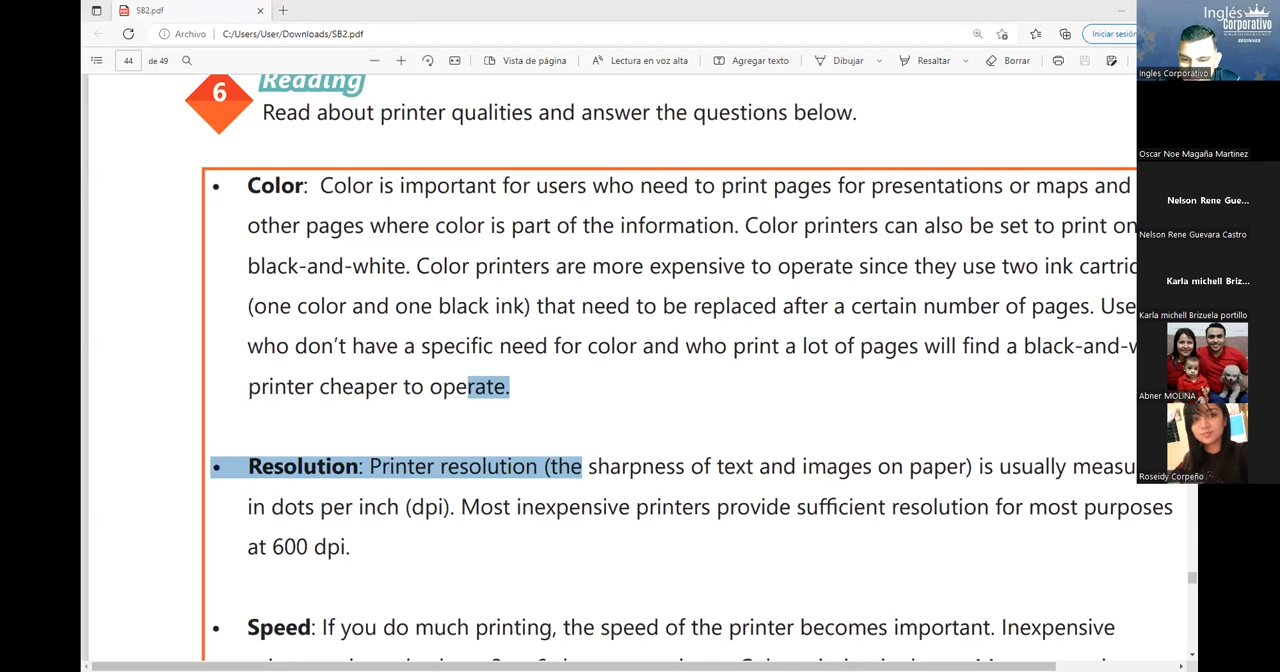 SB2.pdf
Archivo
C:/Users/User/Downloads/SB2.pdf
Iniciar sesión
44 de 49
Vista de página
Lectura en voz alta
Agregar texto
Dibujar
Resaltar
Borrar
6
Reading
Read about printer qualities and answer the questions below.
• Color: Color is important for users who need to print pages for presentations or maps and
other pages where color is part of the information. Color printers can also be set to print on
black-and-white. Color printers are more expensive to operate since they use two ink cartric
(one color and one black ink) that need to be replaced after a certain number of pages. Use
who don't have a specific need for color and who print a lot of pages will find a black-and-w
printer cheaper to operate.
• Resolution: Printer resolution (the sharpness of text and images on paper) is usually measu
in dots per inch (dpi). Most inexpensive printers provide sufficient resolution for most purposes
at 600 dpi.
• Speed: If you do much printing, the speed of the printer becomes important. Inexpensive
Inglés
Corporativo
BEGINNER
Ingles Corporativo
Oscar Noe Magaña Martinez
Nelson Rene Gue...
Nelson Rene Guevara Castro
Karla michell Briz...
Karla michell Brizuela portillo
Abner MOLINA
Roseidy Corpeño